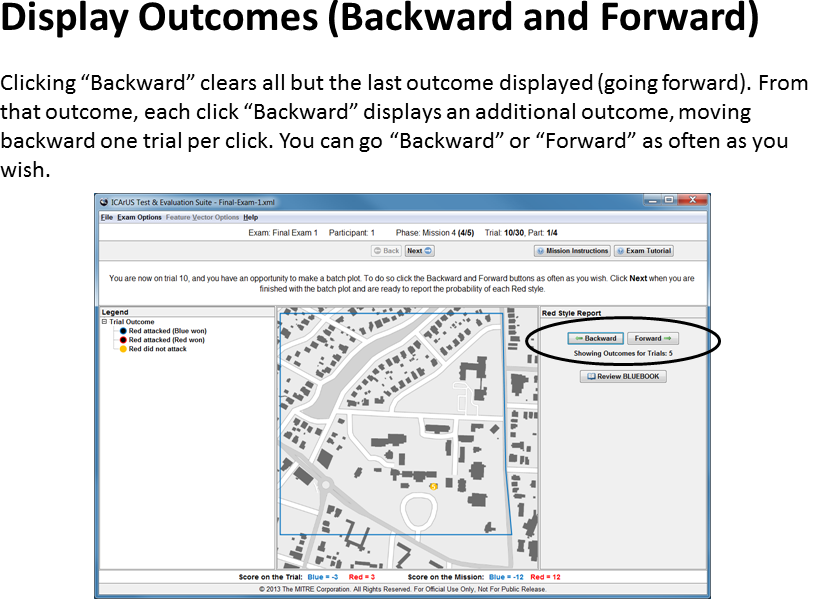 Display Outcomes (Backward and Forward)
Clicking “Backward” clears all but the last outcome displayed (going forward). From
that outcome, each click “Backward” displays an additional outcome, moving
backward one trial per click. You can go “Backward” or “Forward” as often as you
wish.
ICArUS Test & Evaluation Suite - Final-Exam-1.xml
File Exam Options Feature Vector Options Help
Exam: Final Exam 1 Participant: 1 Phase: Mission 4 (4/5) Trial: 10/30, Part: 1/4
Back Next Mission Instructions Exam Tutorial
You are now on trial 10, and you have an opportunity to make a batch plot. To do so click the Backward and Forward buttons as often as you wish. Click Next when you are
finished with the batch plot and are ready to report the probability of each Red style.
Legend
Trial Outcome
Red attacked (Blue won)
Red attacked (Red won)
Red did not attack
Red Style Report
Backward Forward
Showing Outcomes for Trials: 5
Review BLUEBOOK
Score on the Trial: Blue = -3 Red = 3 Score on the Mission: Blue = -12 Red = 12
© 2013 The MITRE Corporation. All Rights Reserved. For Official Use Only, Not For Public Release.